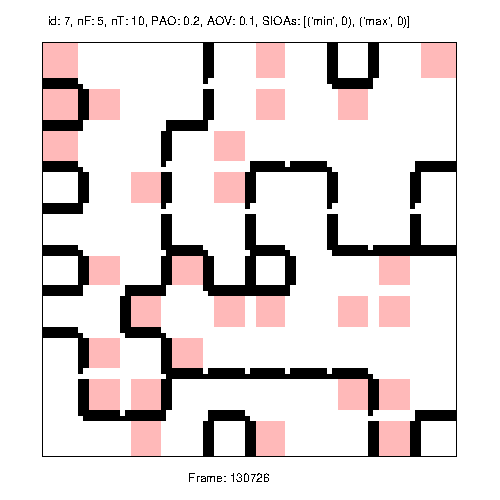 id: 7, nF: 5, nT: 10, PAO: 0.2, AOV: 0.1, SIOAs: [('min', 0), ('max', 0)]
Frame: 130726